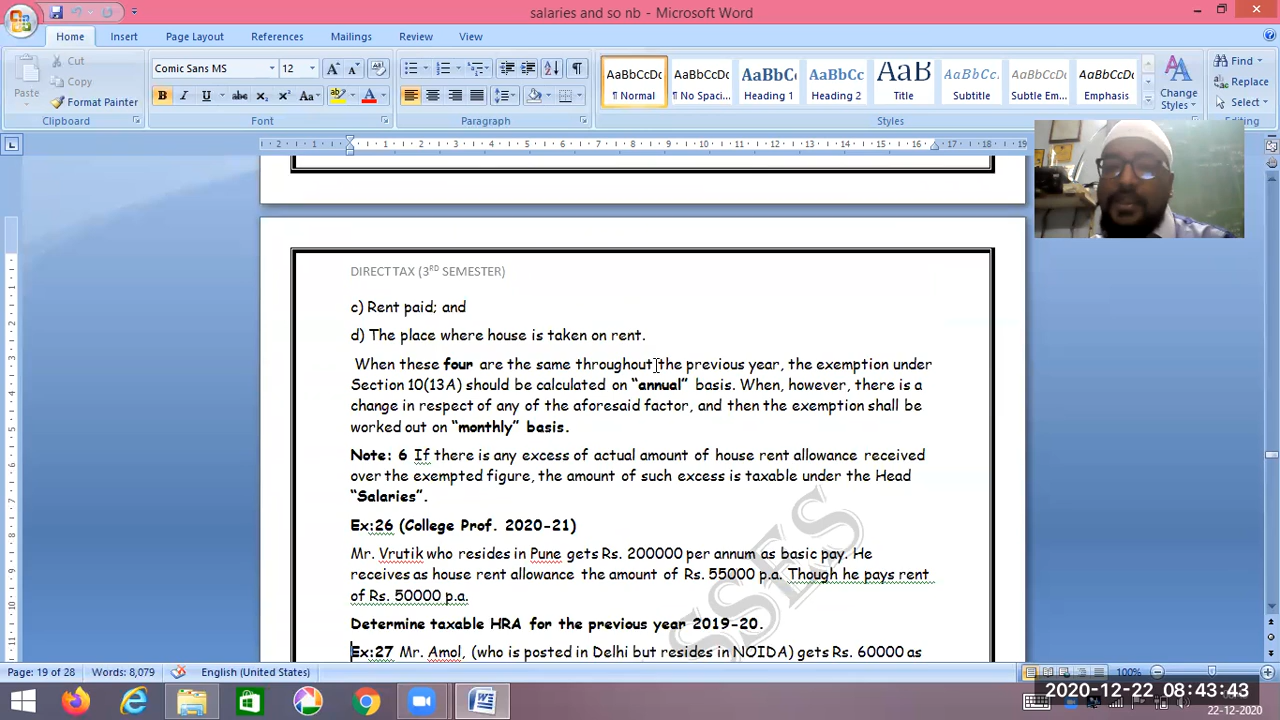 salaries and so nb - Microsoft Word
Home Insert Page Layout References Mailings Review View
Paste
Cut
Copy
Format Painter
Clipboard
Comic Sans MS 12
Font
Paragraph
AaBbCcDc AaBbCcDc AaBbC AaBbCc AaB AaBbCc. AaBbCcDc AaBbCcDc
¶ Normal ¶ No Spaci... Heading 1 Heading 2 Title Subtitle Subtle Em... Emphasis
Change Styles
Styles
Find
Replace
Select
Editing
DIRECT TAX (3RD SEMESTER)
c) Rent paid; and
d) The place where house is taken on rent.
When these four are the same throughout the previous year, the exemption under
Section 10(13A) should be calculated on “annual” basis. When, however, there is a
change in respect of any of the aforesaid factor, and then the exemption shall be
worked out on “monthly” basis.
Note: 6 If there is any excess of actual amount of house rent allowance received
over the exempted figure, the amount of such excess is taxable under the Head
“Salaries”.
Ex:26 (College Prof. 2020-21)
Mr. Vrutik who resides in Pune gets Rs. 200000 per annum as basic pay. He
receives as house rent allowance the amount of Rs. 55000 p.a. Though he pays rent
of Rs. 50000 p.a.
Determine taxable HRA for the previous year 2019-20.
Ex:27 Mr. Amol, (who is posted in Delhi but resides in NOIDA) gets Rs. 60000 as
SSES
Page: 19 of 28 Words: 8,079 English (United States) 100%
2020-12-22 08:43:43
22-12-2020